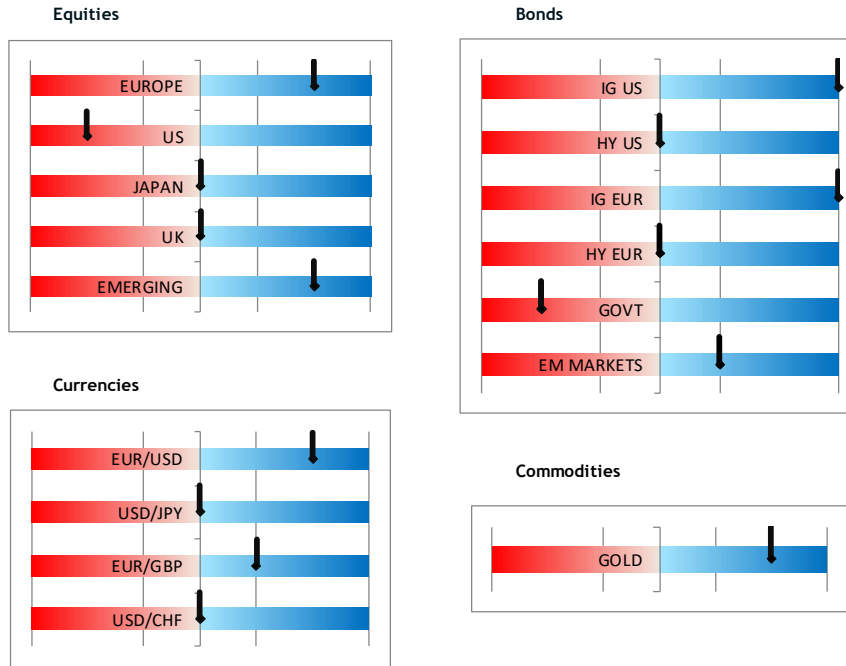 Equities
EUROPE
US
JAPAN
UK
EMERGING
Bonds
IG US
HY US
IG EUR
HY EUR
GOVT
EM MARKETS
Currencies
EUR/USD
USD/JPY
EUR/GBP
USD/CHF
Commodities
GOLD